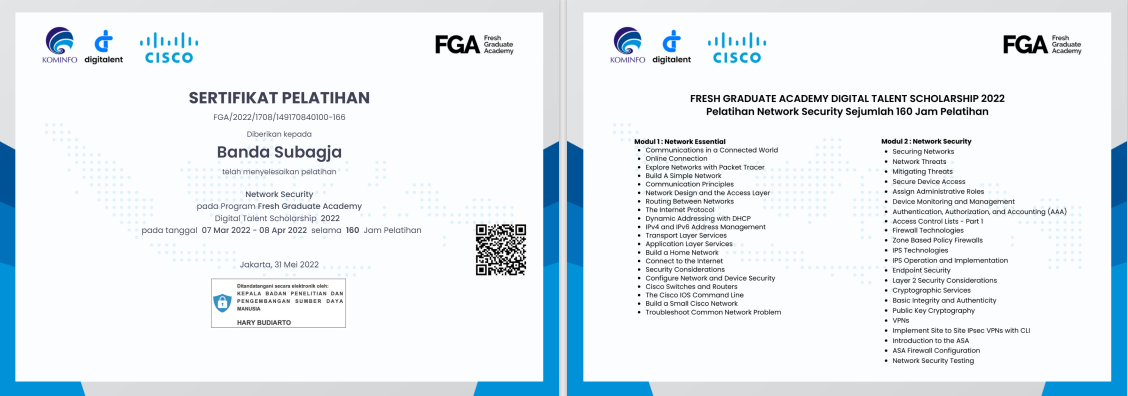 KOMINFO
digitalent
CISCO
FGA Fresh
Graduate
Academy
SERTIFIKAT PELATIHAN
FGA/2022/1708/149170840100-166
Diberikan kepada
Banda Subagja
telah menyelesaikan pelatihan
Network Security
pada Program Fresh Graduate Academy
Digital Talent Scholarship 2022
pada tanggal 07 Mar 2022 - 08 Apr 2022 selama 160 Jam Pelatihan
Jakarta, 31 Mei 2022
Ditandatangani secara elektronik oleh:
KEPALA BADAN PENELITIAN DAN
PENGEMBANGAN SUMBER DAYA
MANUSIA
HARY BUDIARTO
KOMINFO
digitalent
CISCO
FGA Fresh
Graduate
Academy
FRESH GRADUATE ACADEMY DIGITAL TALENT SCHOLARSHIP 2022
Pelatihan Network Security Sejumlah 160 Jam Pelatihan
Modul 1 : Network Essential
Communications in a Connected World
Online Connection
Explore Networks with Packet Tracer
Build A Simple Network
Communication Principles
Network Design and the Access Layer
Routing Between Networks
The Internet Protocol
Dynamic Addressing with DHCP
IPv4 and IPv6 Address Management
Transport Layer Services
Application Layer Services
Build a Home Network
Connect to the Internet
Security Considerations
Configure Network and Device Security
Cisco Switches and Routers
The Cisco IOS Command Line
Build a Small Cisco Network
Troubleshoot Common Network Problem
Modul 2 : Network Security
Securing Networks
Network Threats
Mitigating Threats
Secure Device Access
Assign Administrative Roles
Device Monitoring and Management
Authentication, Authorization, and Accounting (AAA)
Access Control Lists - Part 1
Firewall Technologies
Zone Based Policy Firewalls
IPS Technologies
IPS Operation and Implementation
Endpoint Security
Layer 2 Security Considerations
Cryptographic Services
Basic Integrity and Authenticity
Public Key Cryptography
VPNs
Implement Site to Site IPsec VPNs with CLI
Introduction to the ASA
ASA Firewall Configuration
Network Security Testing